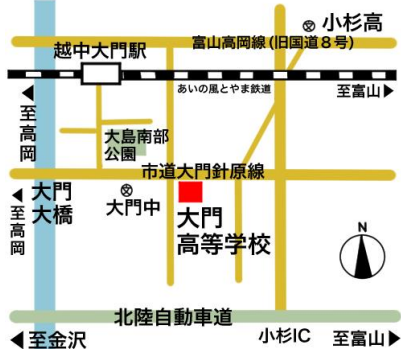 小杉高
富山高岡線(旧国道８号)
越中大門駅
あいの風とやま鉄道
至富山▶
◀至高岡
大島南部
公園
市道大門針原線
大門
大橋
◀至高岡
大門中
大門
高等学校
N
北陸自動車道
小杉IC
◀至金沢
至富山▶